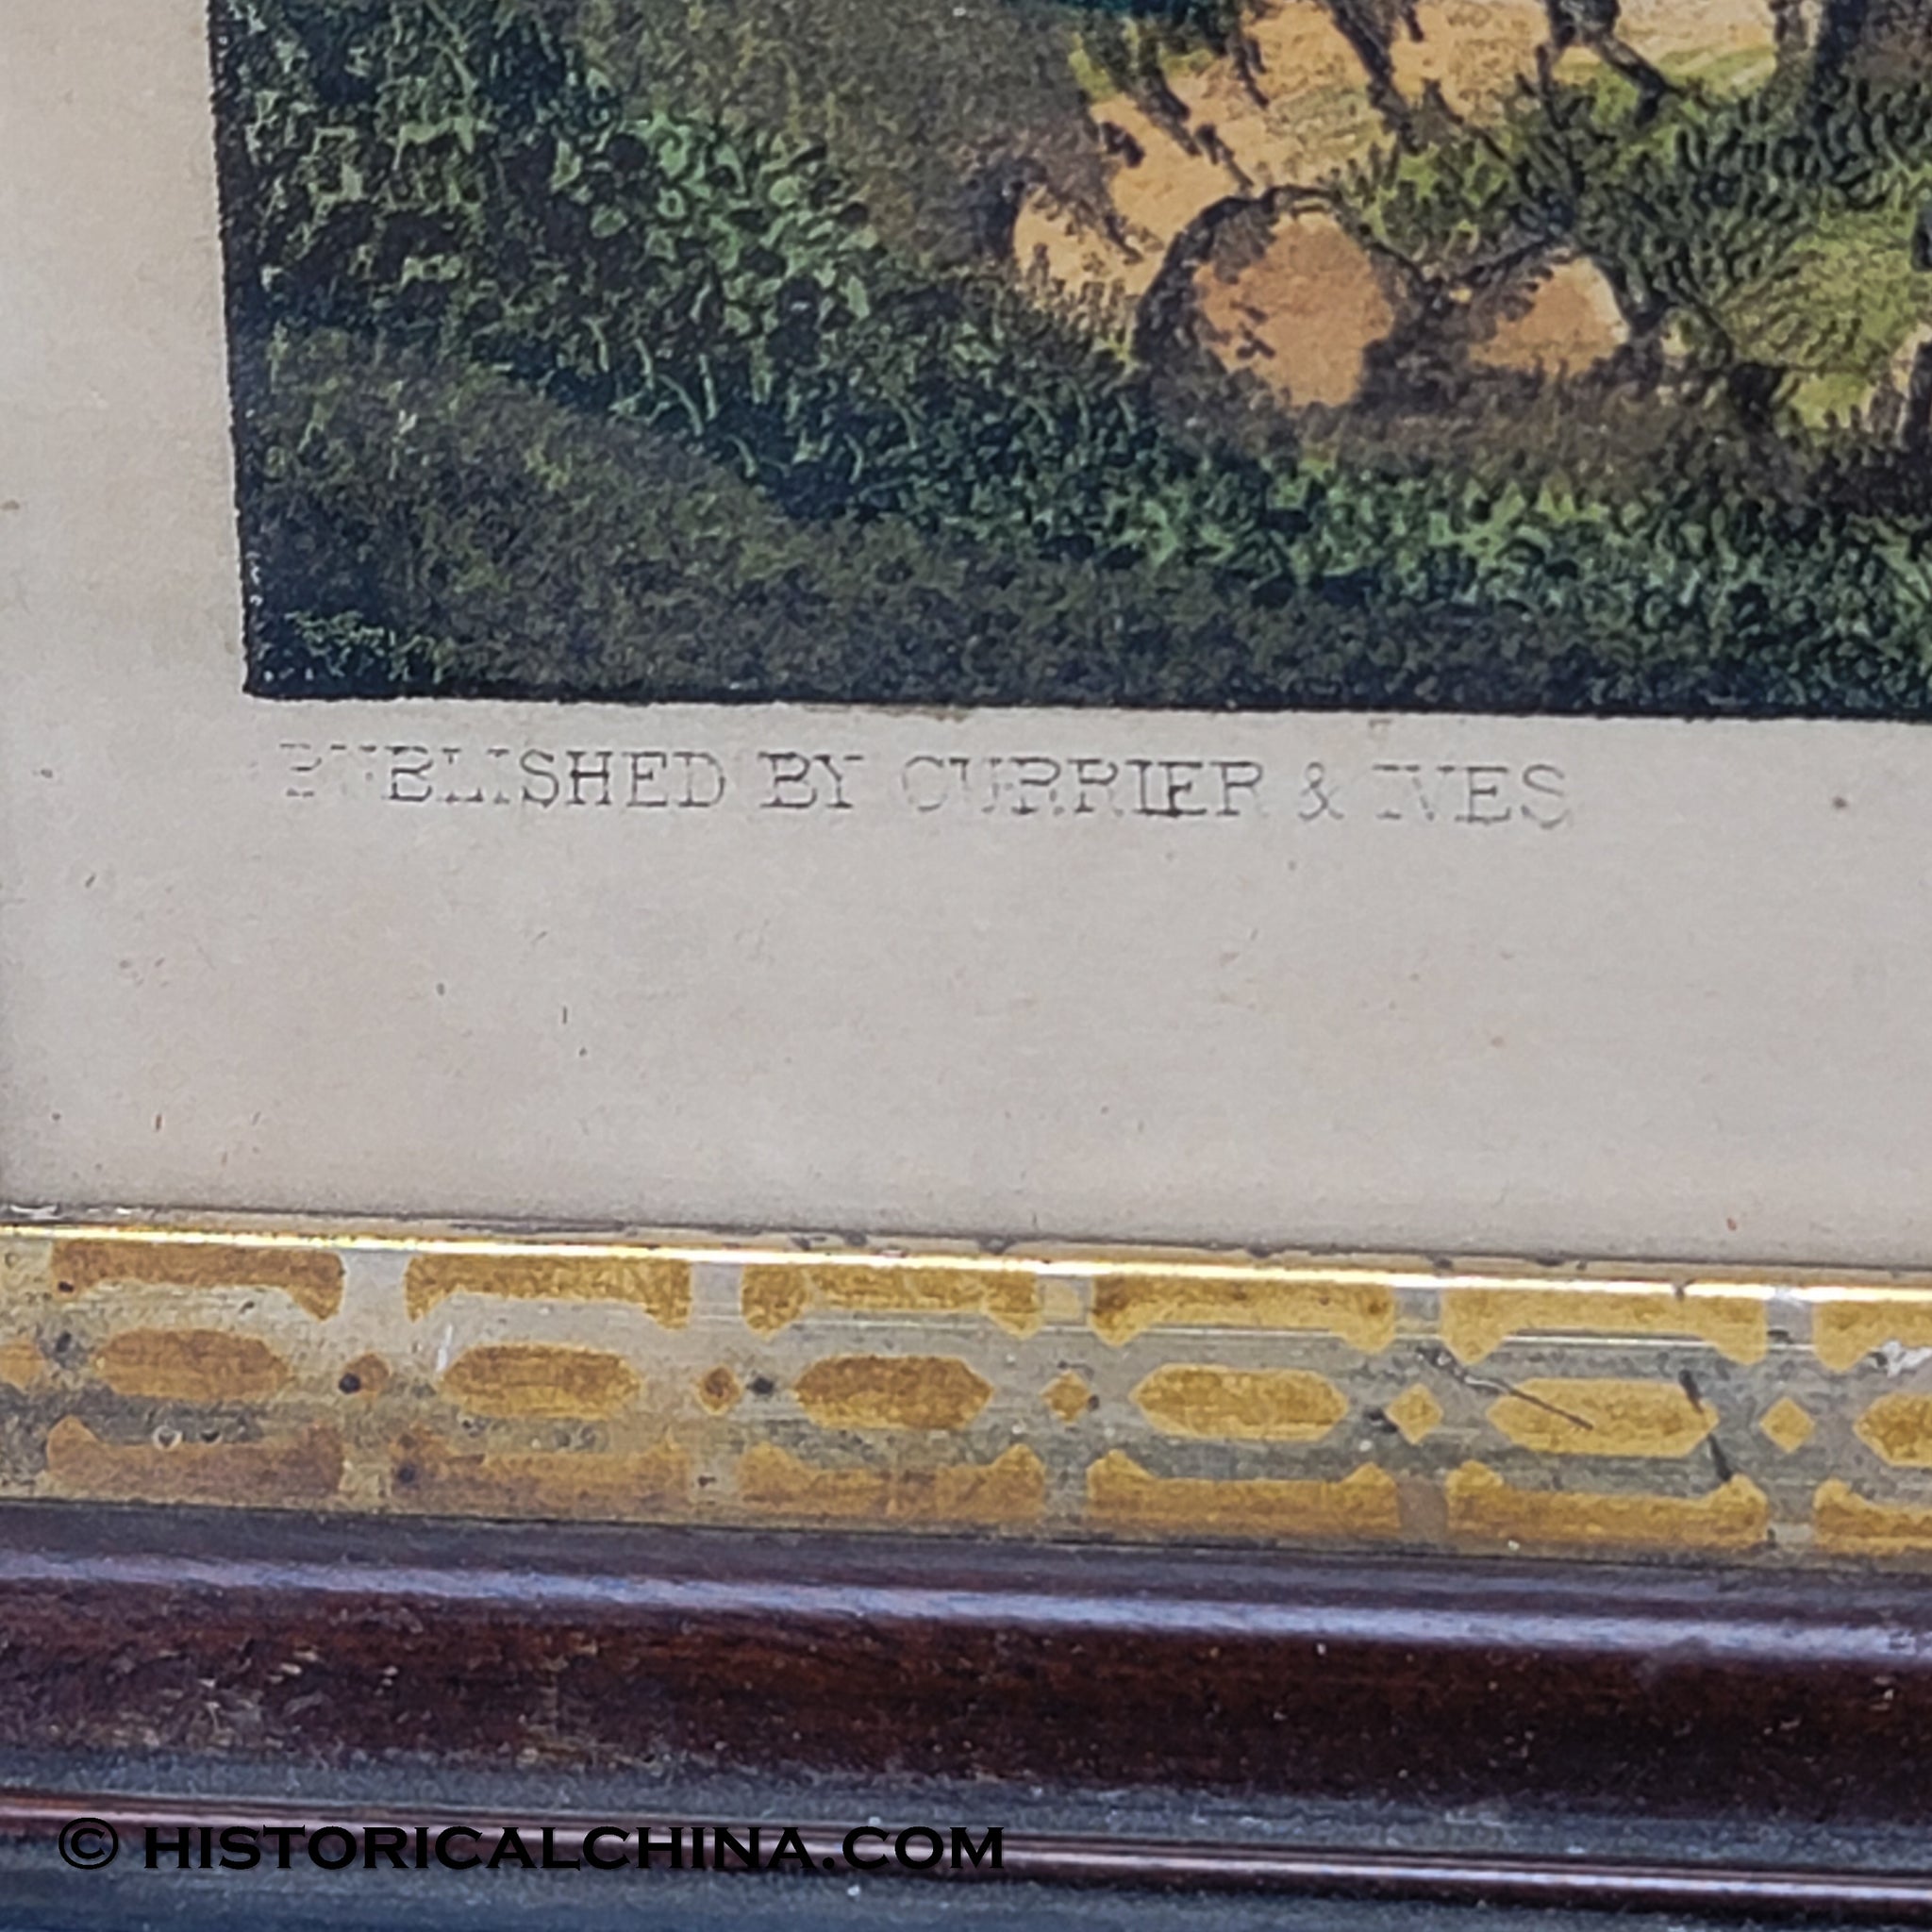 PUBLISHED BY CURRIER & IVES
© HISTORICALCHINA.COM